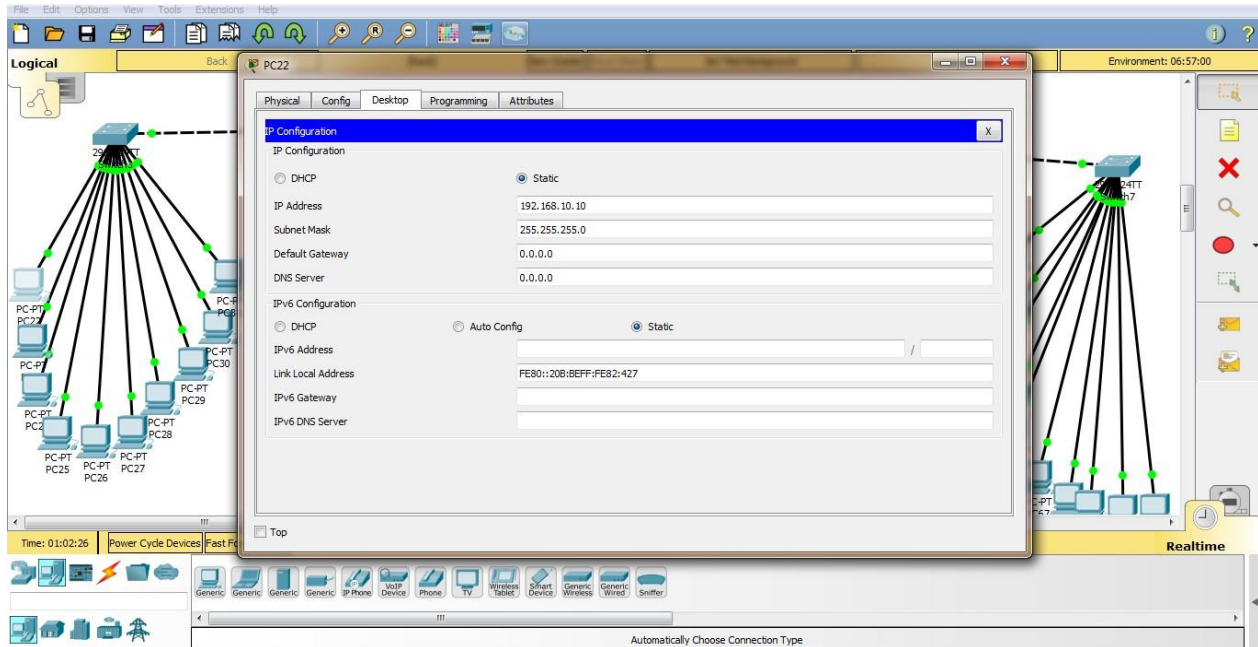 File Edit Options View Tools Extensions Help
Logical
Back
PC22
Environment: 06:57:00
Physical Config Desktop Programming Attributes
IP Configuration
X
IP Configuration
DHCP
Static
IP Address
192.168.10.10
Subnet Mask
255.255.255.0
Default Gateway
0.0.0.0
DNS Server
0.0.0.0
IPv6 Configuration
DHCP
Auto Config
Static
IPv6 Address
/
Link Local Address
FE80::20B:BEFF:FE82:427
IPv6 Gateway
IPv6 DNS Server
Top
PC-PT
PC-PT
PC30
PC-PT
PC29
PC-PT
PC28
PC-PT
PC25
PC-PT
PC26
PC27
Time: 01:02:26
Power Cycle Devices
Realtime
Generic
Generic
Generic
Generic
IP Phone
VoIP Device
Phone
TV
Wireless Tablet
Smart Device
Generic Wireless
Generic Wired
Sniffer
Automatically Choose Connection Type